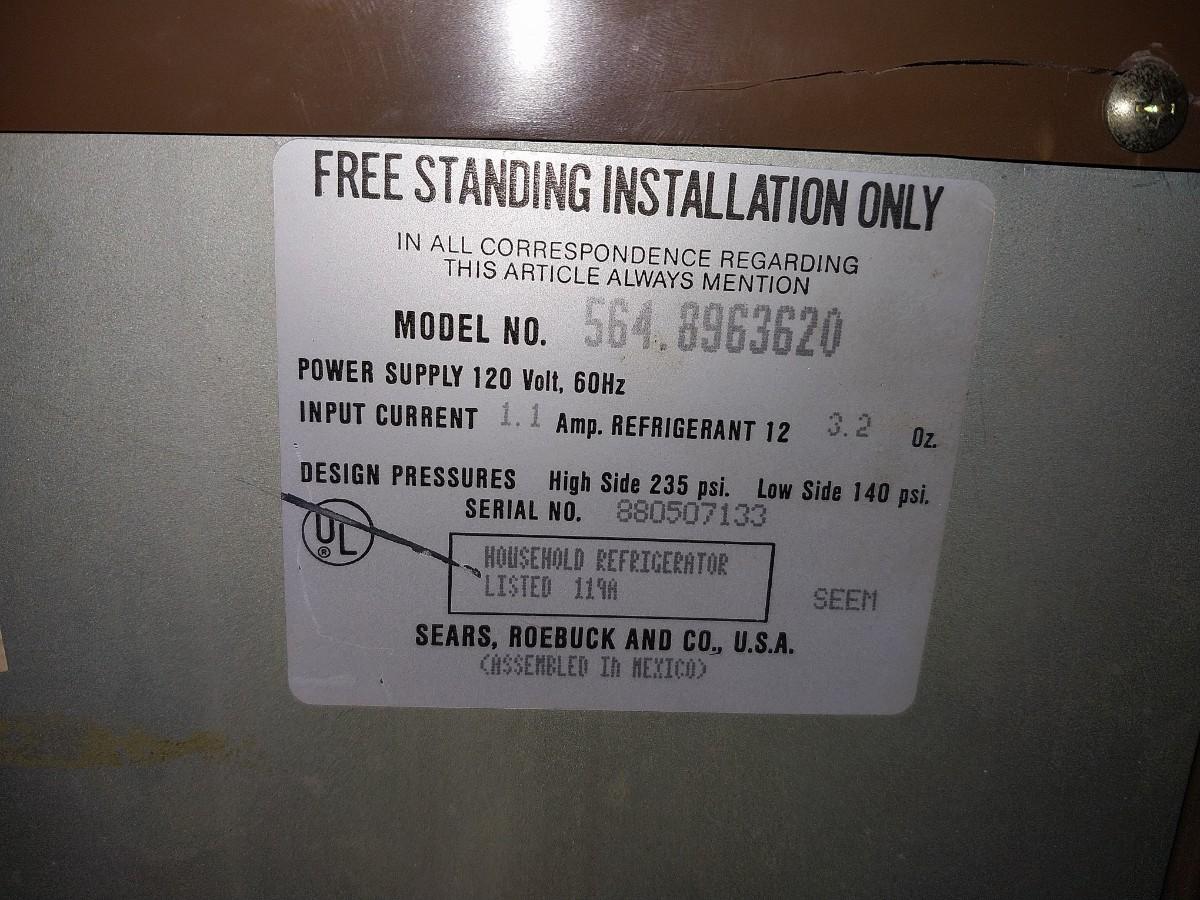 FREE STANDING INSTALLATION ONLY
IN ALL CORRESPONDENCE REGARDING
THIS ARTICLE ALWAYS MENTION
MODEL NO. 564.8963620
POWER SUPPLY 120 Volt, 60Hz
INPUT CURRENT 1.1 Amp. REFRIGERANT 12 3.2 Oz.
DESIGN PRESSURES High Side 235 psi. Low Side 140 psi.
SERIAL NO. 880507133
UL ®
HOUSEHOLD REFRIGERATOR
LISTED 119A
SEEM
SEARS, ROEBUCK AND CO., U.S.A.
(ASSEMBLED In MEXICO)